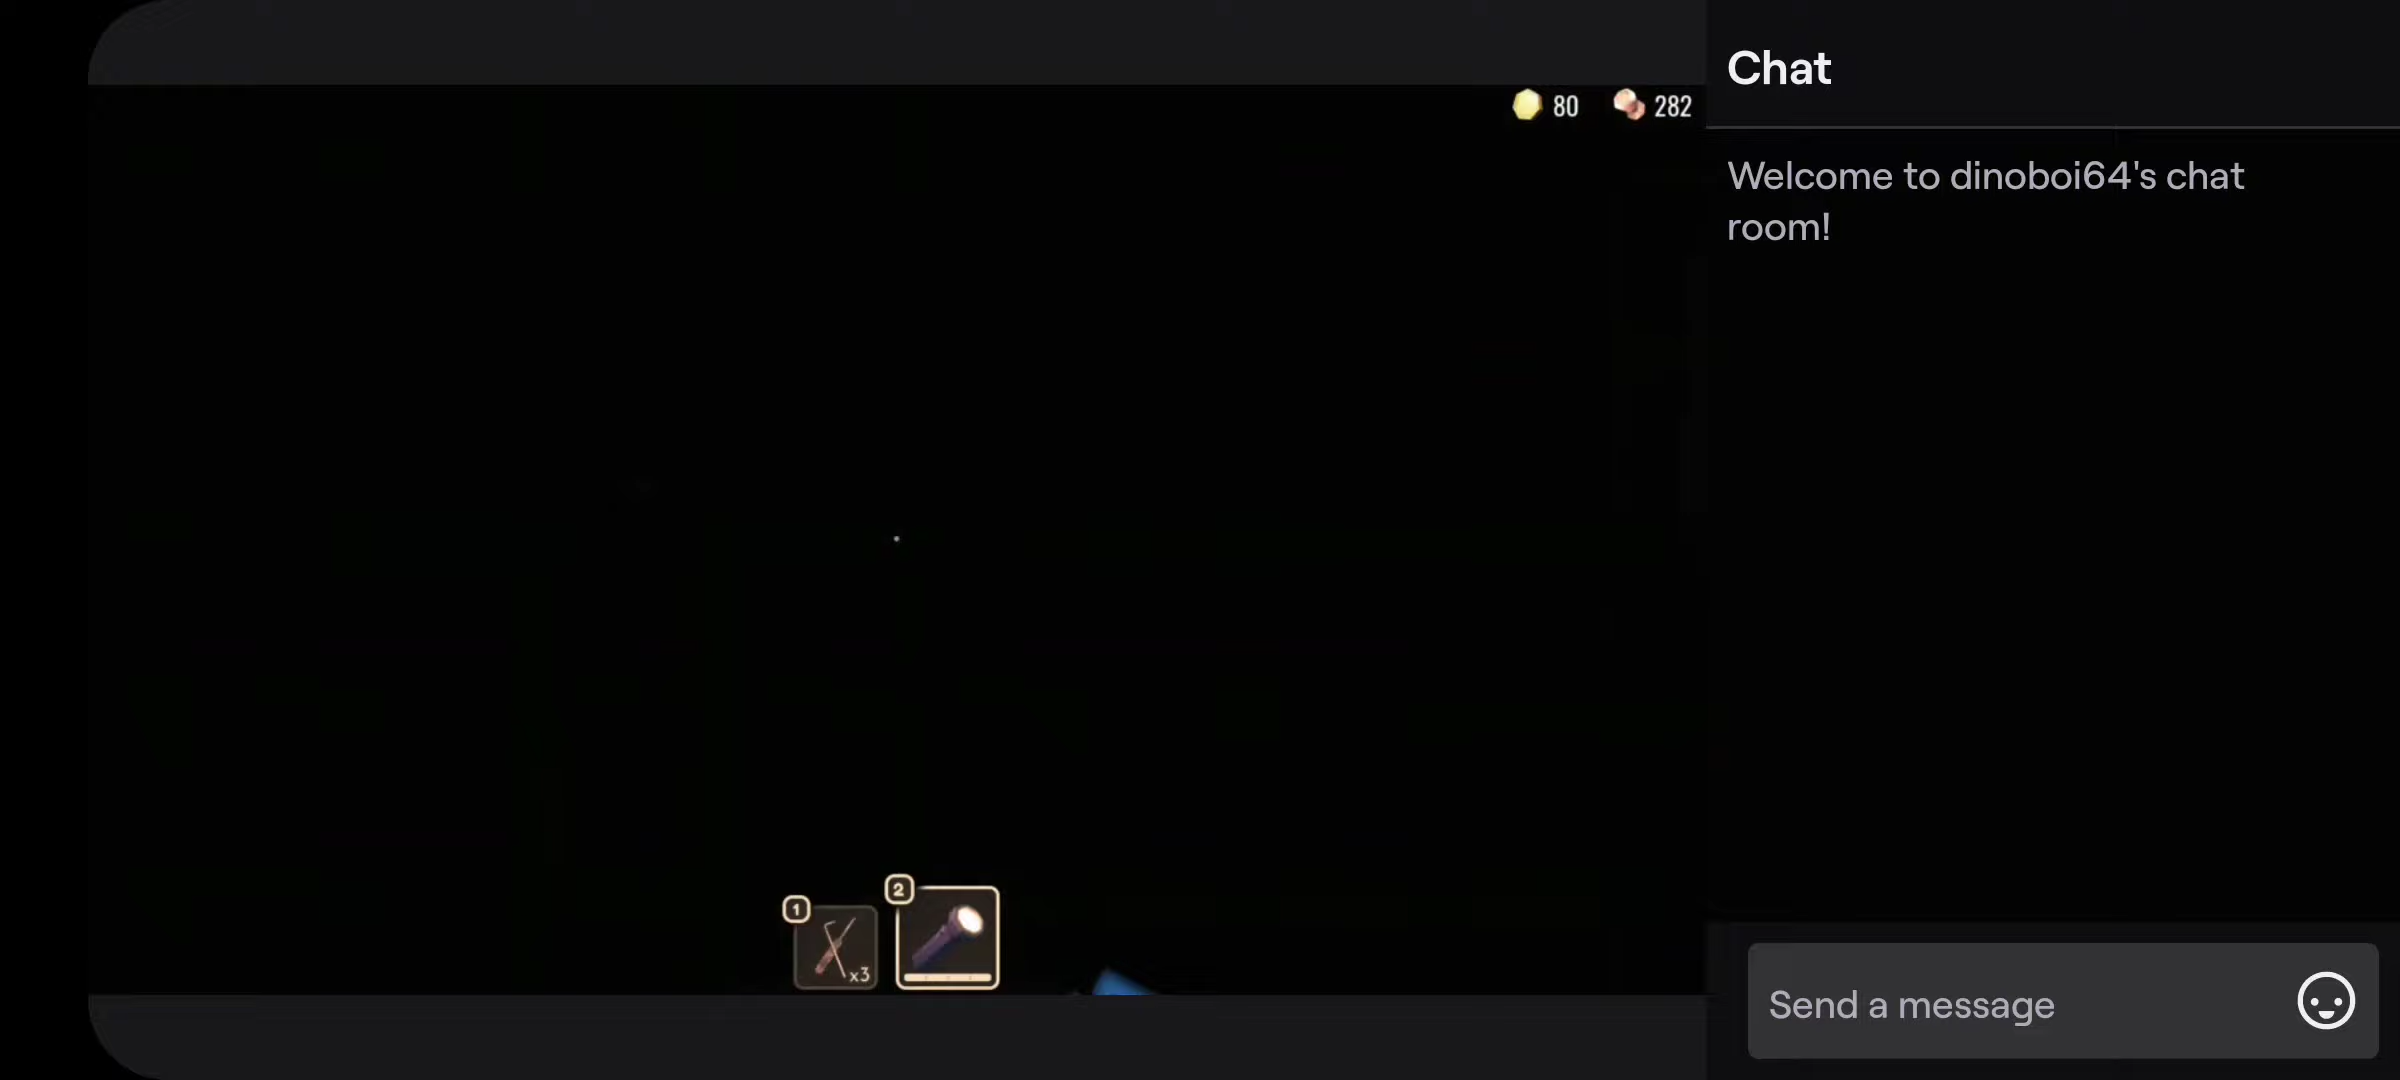 80 282
Chat
Welcome to dinoboi64's chat
room!
1
2
x3
Send a message